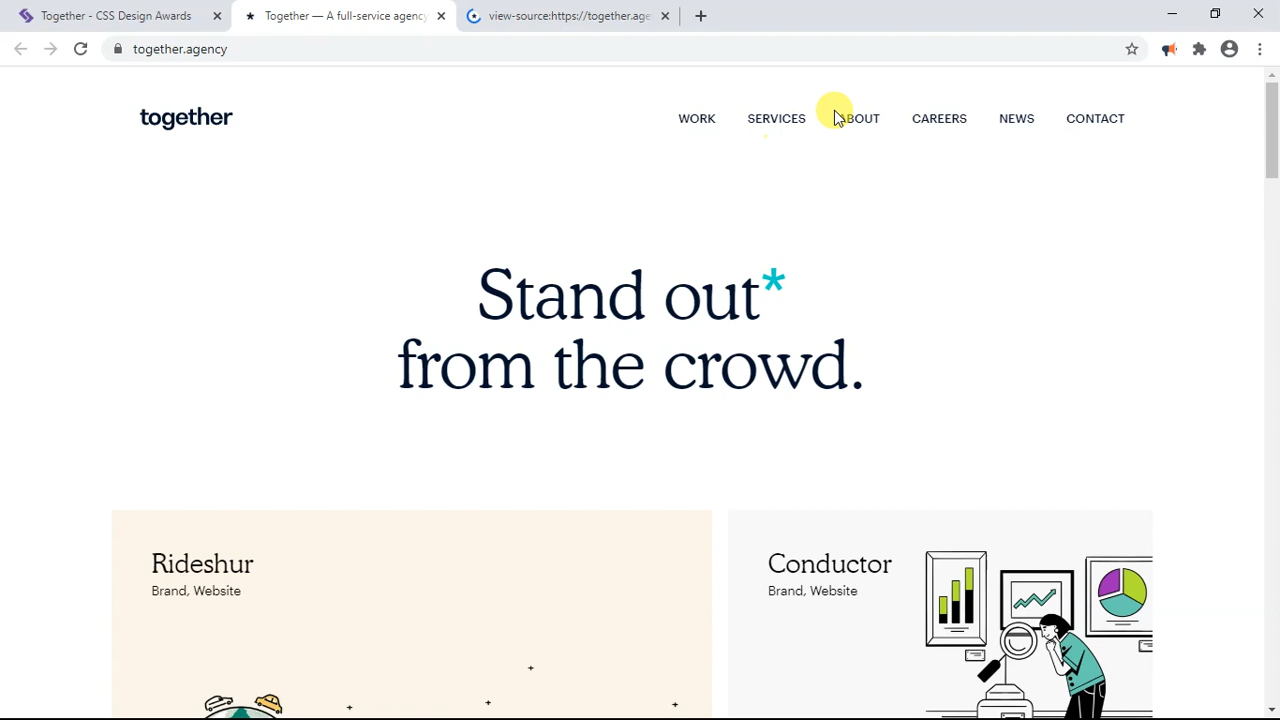 Together - CSS Design Awards
Together — A full-service agency
view-source:https://together.age
together.agency
together
WORK SERVICES ABOUT CAREERS NEWS CONTACT
Stand out*
from the crowd.
Rideshur
Brand, Website
Conductor
Brand, Website